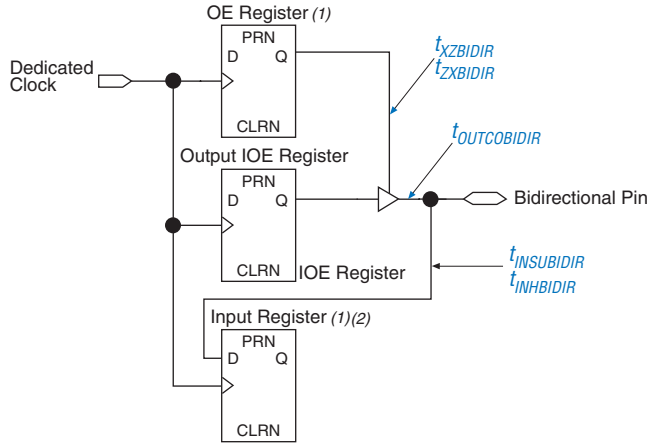 OE Register (1)
PRN
D Q
CLRN
Dedicated
Clock
tXZBIDIR
tZXBIDIR
Output IOE Register
PRN
D Q
CLRN
tOUTCOBIDIR
Bidirectional Pin
IOE Register
tINSUBIDIR
tINHBIDIR
Input Register (1)(2)
PRN
D Q
CLRN